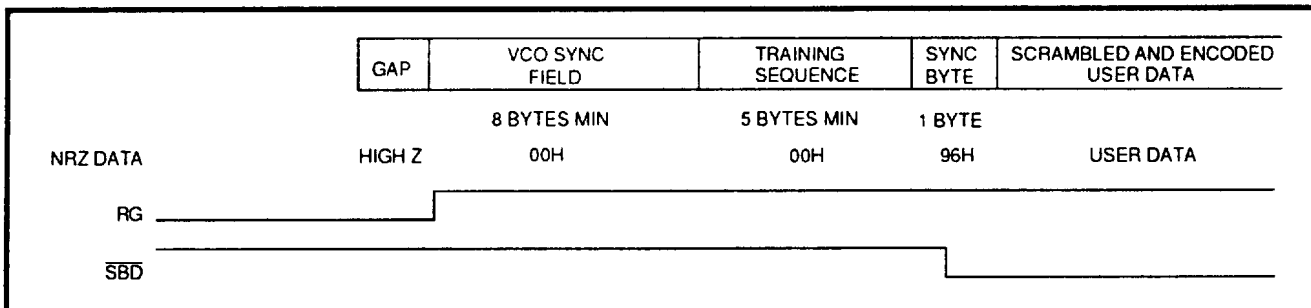 GAP
VCO SYNC
FIELD
TRAINING
SEQUENCE
SYNC
BYTE
SCRAMBLED AND ENCODED
USER DATA
8 BYTES MIN
5 BYTES MIN
1 BYTE
NRZ DATA
HIGH Z
00H
00H
96H
USER DATA
RG
SBD